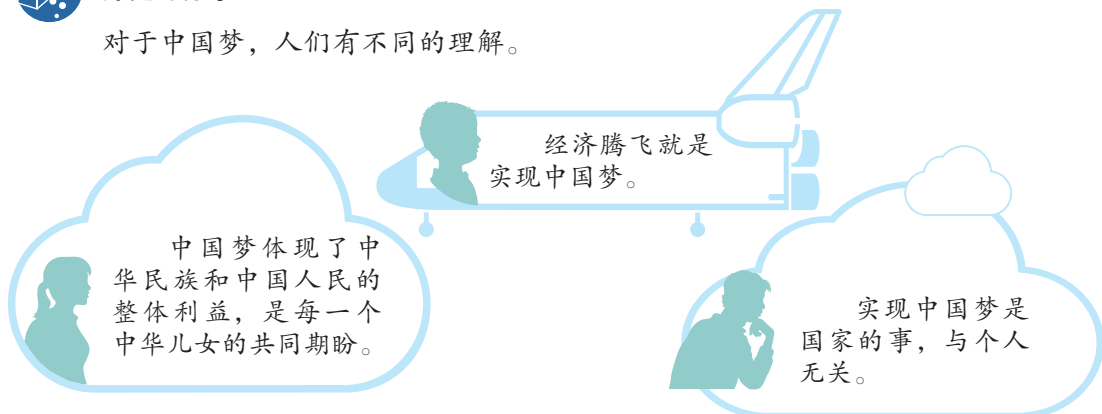 对于中国梦，人们有不同的理解。
经济腾飞就是
实现中国梦。
中国梦体现了中
华民族和中国人民的
整体利益，是每一个
中华儿女的共同期盼。
实现中国梦是
国家的事，与个人
无关。